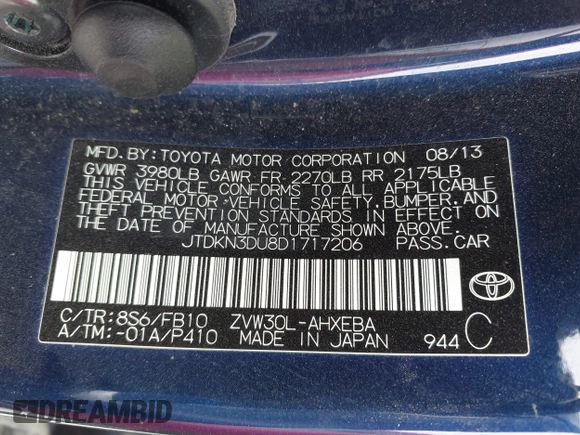 MFD.BY:TOYOTA MOTOR CORPORATION 08/13
GVWR 3980LB GAWR FR 2270LB RR 2175LB
THIS VEHICLE CONFORMS TO ALL APPLICABLE
FEDERAL MOTOR VEHICLE SAFETY,BUMPER,AND
THEFT PREVENTION STANDARDS IN EFFECT ON
THE DATE OF MANUFACTURE SHOWN ABOVE.
JTDKN3DU8D1717206 PASS.CAR
C/TR:8S6/FB10 ZVW30L-AHXEBA
A/TM:-01A/P410 MADE IN JAPAN 944 C
TOYOTA
DREAMBID